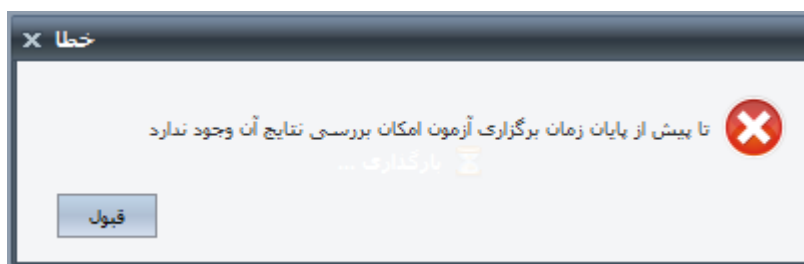 خطا
تا پیش از پایان زمان برگزاری آزمون امکان بررسی نتایج آن وجود ندارد
بارگذاری ...
قبول